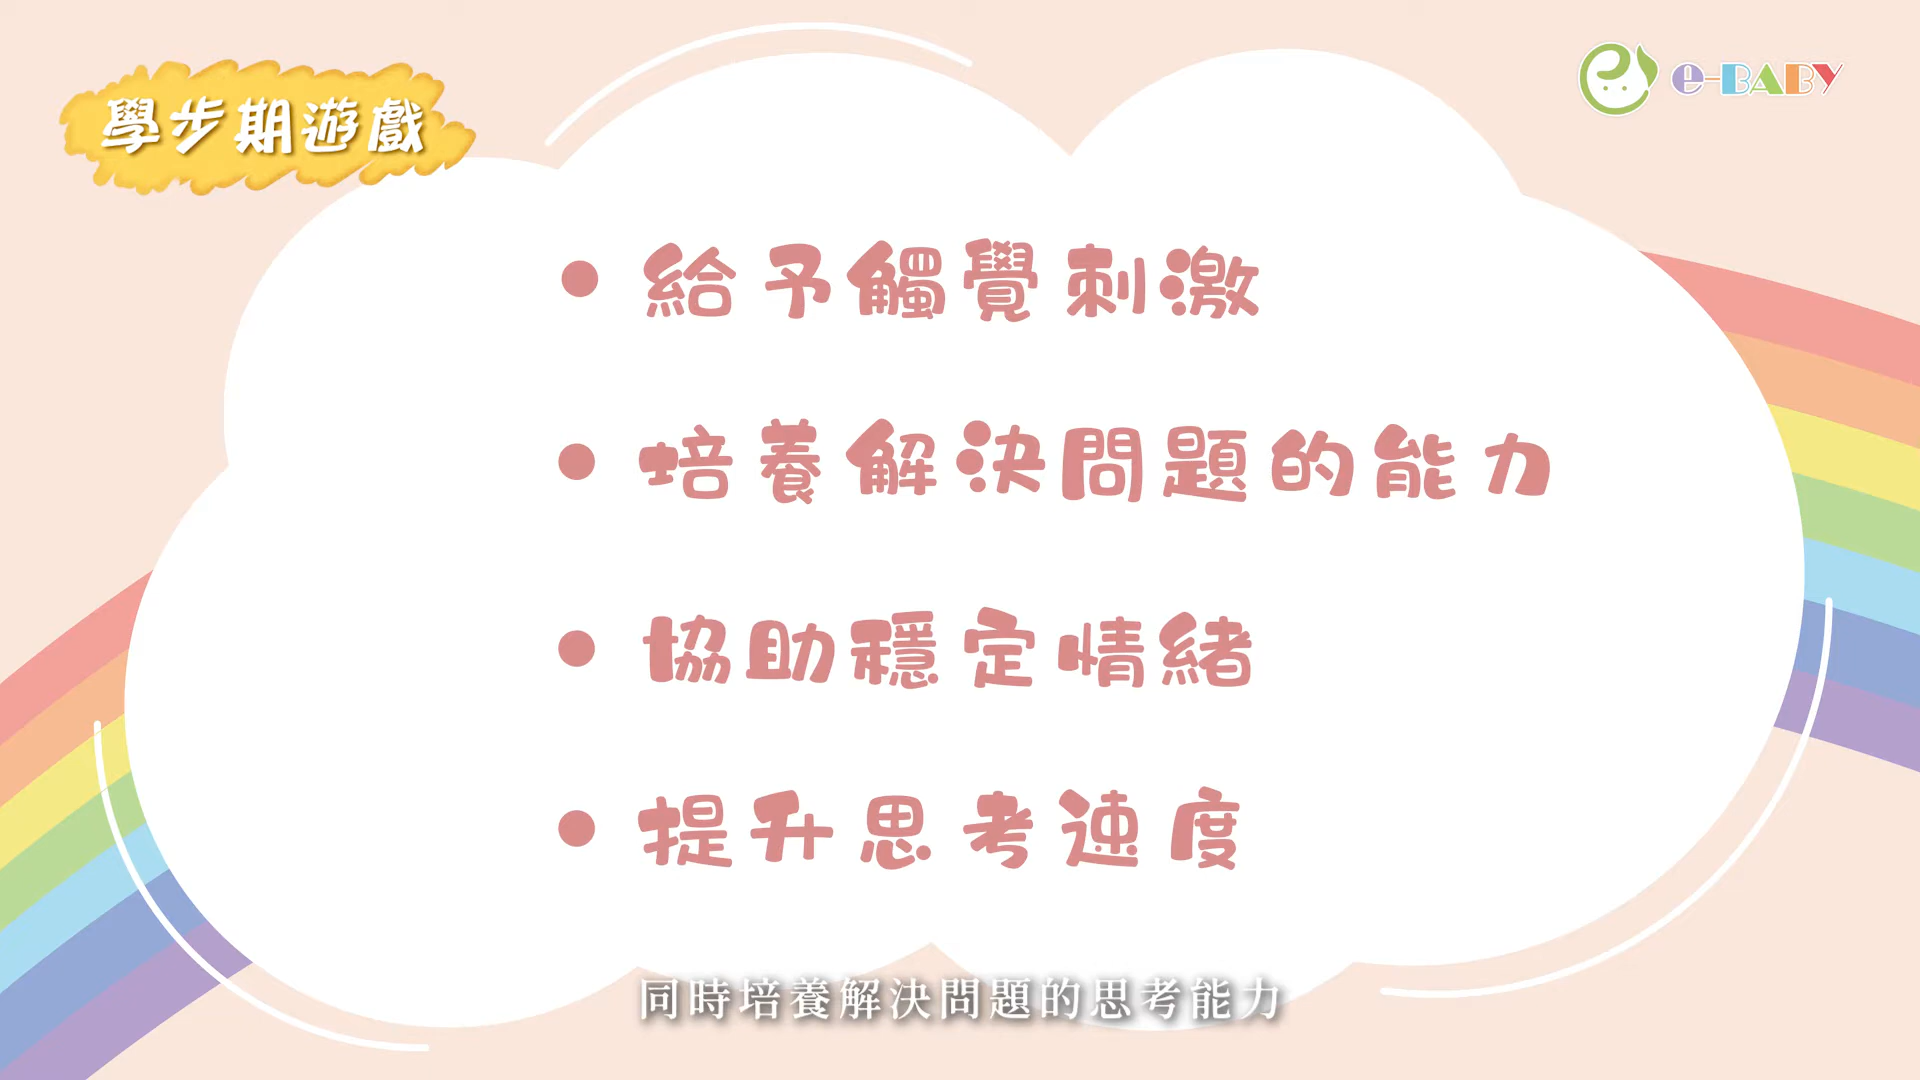 學步期遊戲
e-BABY
• 給予觸覺刺激
• 培養解決問題的能力
• 協助穩定情緒
• 提升思考速度
同時培養解決問題的思考能力